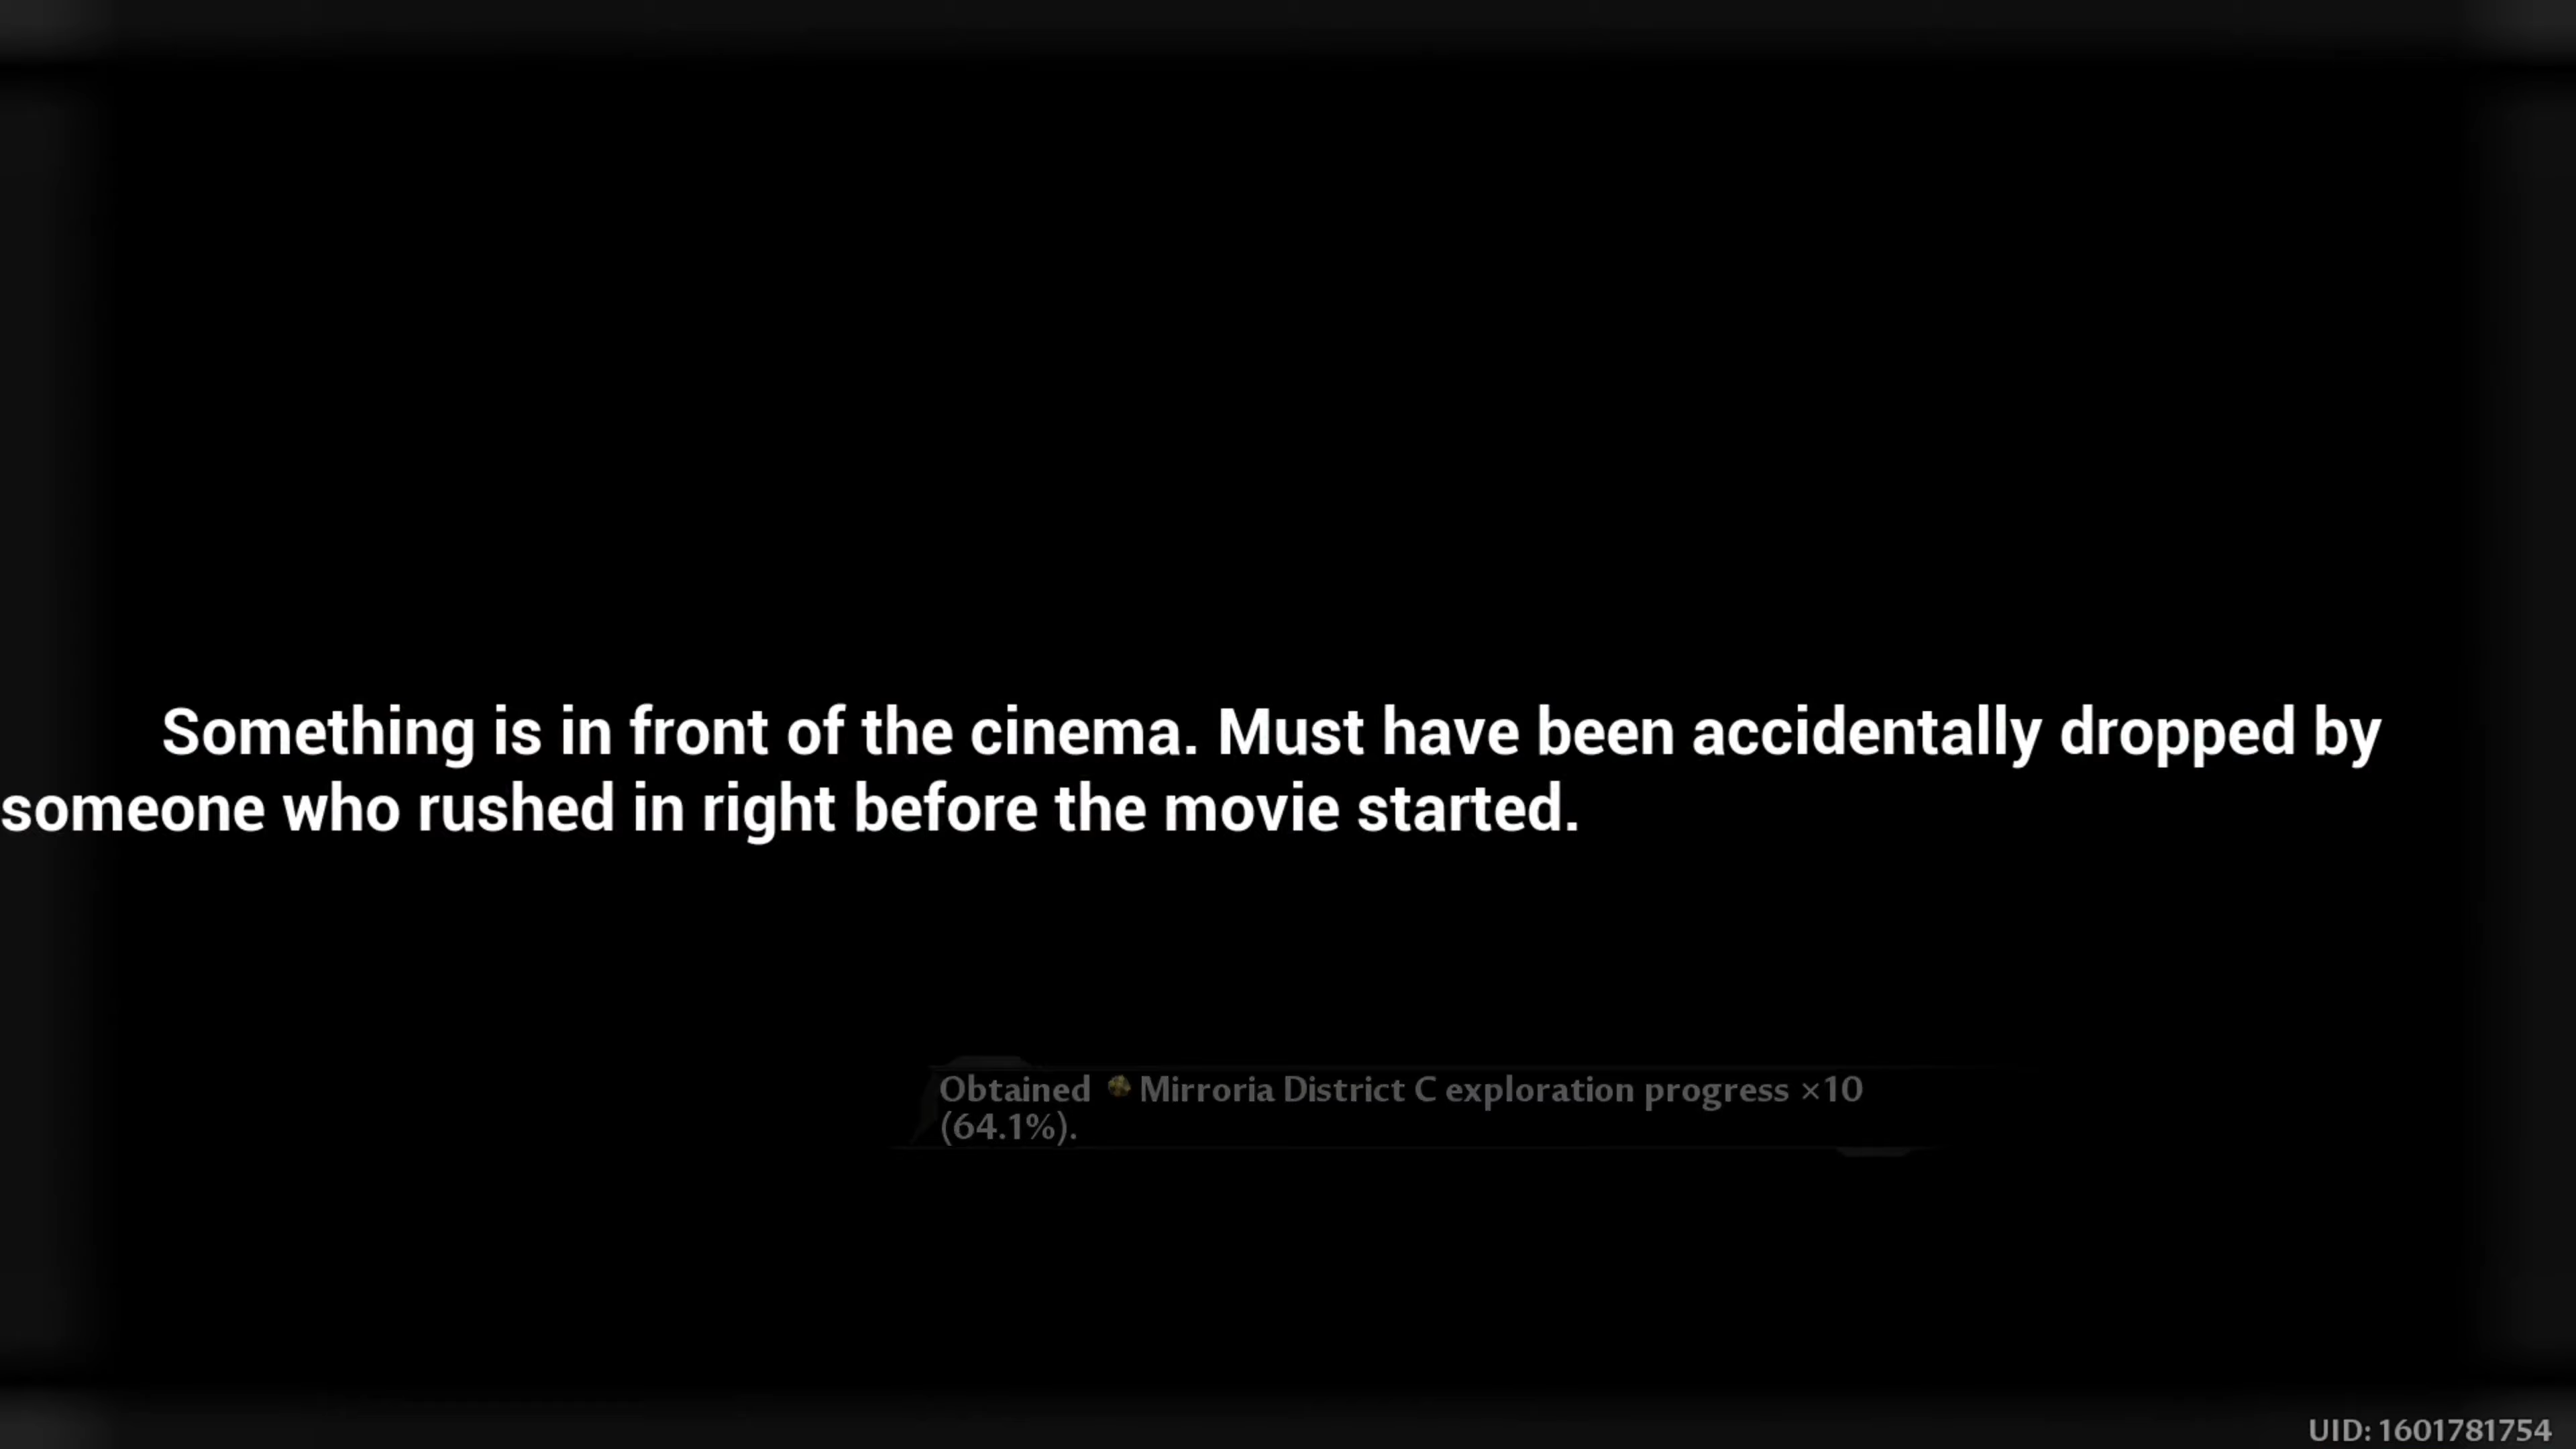 Something is in front of the cinema. Must have been accidentally dropped by
someone who rushed in right before the movie started.
Obtained Mirroria District C exploration progress ×10
(64.1%).
UID: 1601781754